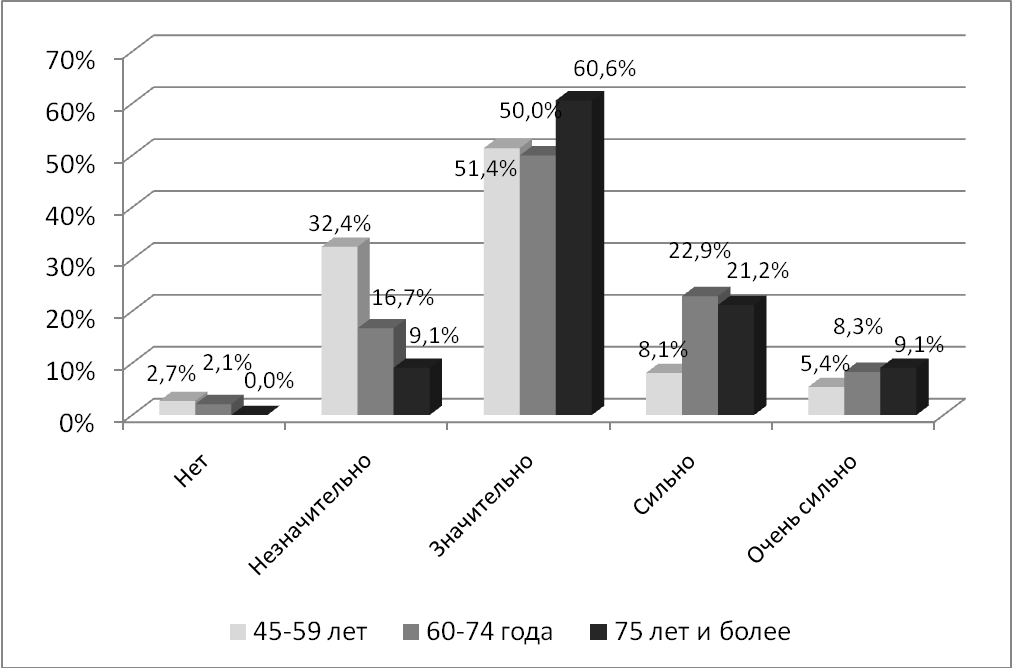 70%
60%
50%
40%
30%
20%
10%
0%
2,7%
2,1%
0,0%
32,4%
16,7%
9,1%
51,4%
50,0%
60,6%
8,1%
22,9%
21,2%
5,4%
8,3%
9,1%
Нет
Незначительно
Значительно
Сильно
Очень сильно
45-59 лет
60-74 года
75 лет и более